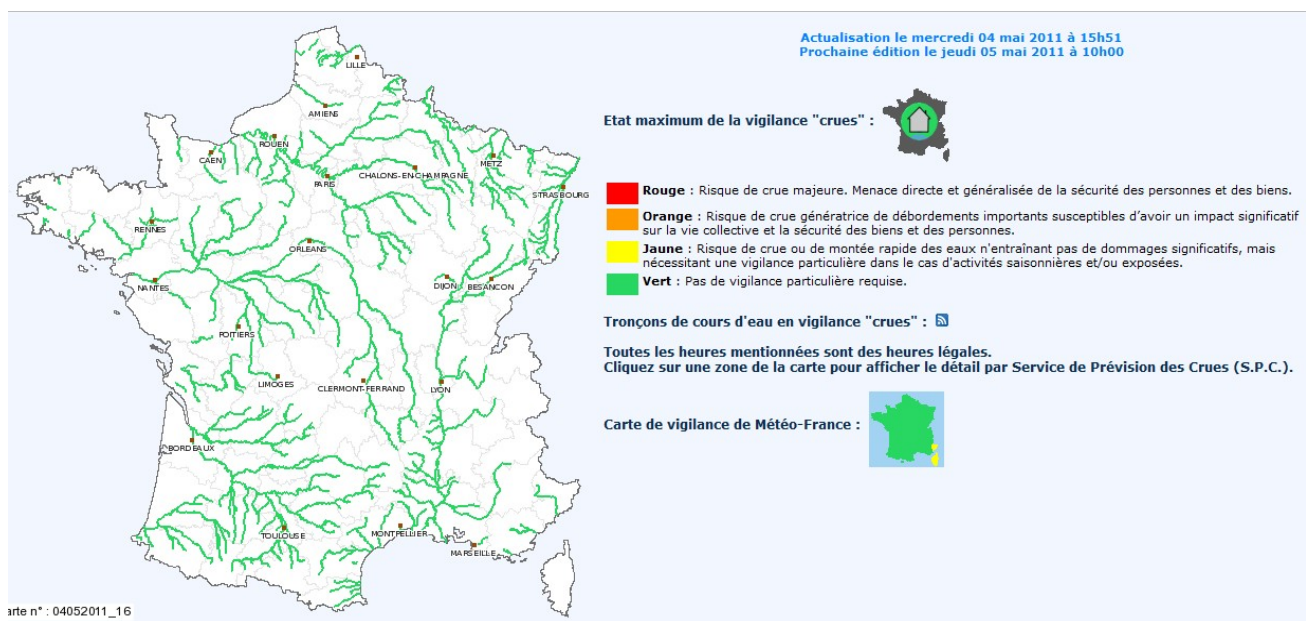 Actualisation le mercredi 04 mai 2011 à 15h51
Prochaine édition le jeudi 05 mai 2011 à 10h00
Etat maximum de la vigilance "crues" :
Rouge : Risque de crue majeure. Menace directe et généralisée de la sécurité des personnes et des biens.
Orange : Risque de crue génératrice de débordements importants susceptibles d’avoir un impact significatif
sur la vie collective et la sécurité des biens et des personnes.
Jaune : Risque de crue ou de montée rapide des eaux n'entraînant pas de dommages significatifs, mais
nécessitant une vigilance particulière dans le cas d'activités saisonnières et/ou exposées.
Vert : Pas de vigilance particulière requise.
Tronçons de cours d'eau en vigilance "crues" :
Toutes les heures mentionnées sont des heures légales.
Cliquez sur une zone de la carte pour afficher le détail par Service de Prévision des Crues (S.P.C.).
Carte de vigilance de Météo-France :
LILLE
AMIENS
ROUEN
CAEN
METZ
CHALONS-EN-CHAMPAGNE
PARIS
STRASBOURG
RENNES
ORLEANS
NANTES
DIJON
BESANCON
POITIERS
LIMOGES
CLERMONT-FERRAND
LYON
BORDEAUX
TOULOUSE
MONTPELLIER
MARSEILLE
arte n° : 04052011_16